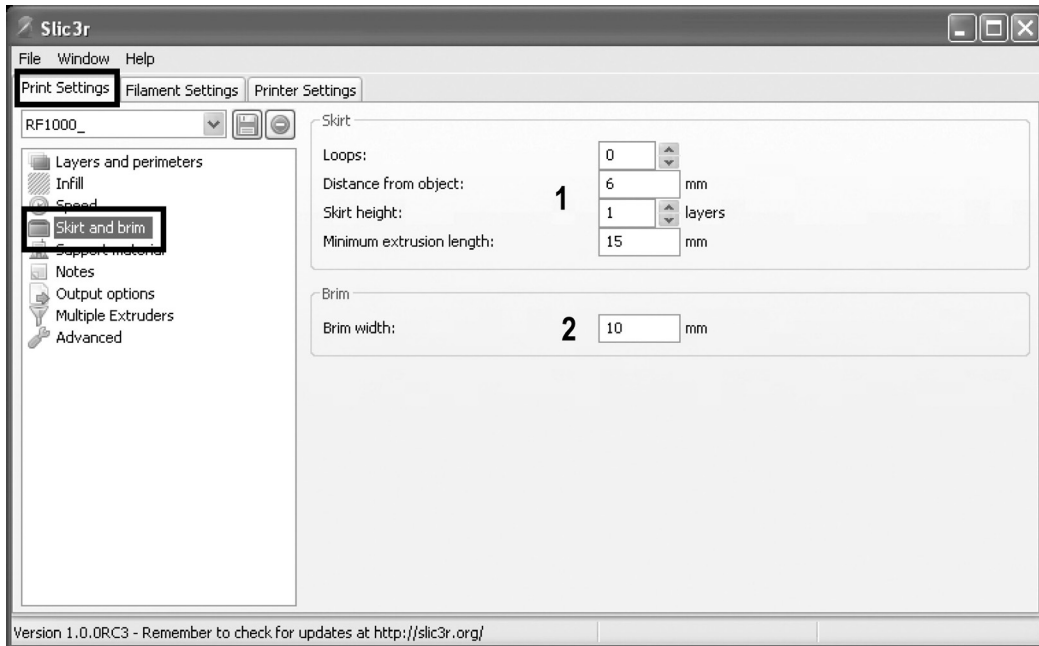 Slic3r
File Window Help
Print Settings Filament Settings Printer Settings
RF1000_
Layers and perimeters
Infill
Speed
Skirt and brim
Support material
Notes
Output options
Multiple Extruders
Advanced
Skirt
Loops: 0
Distance from object: 6 mm
1
Skirt height: 1 layers
Minimum extrusion length: 15 mm
Brim
Brim width: 2 10 mm
Version 1.0.0RC3 - Remember to check for updates at http://slic3r.org/